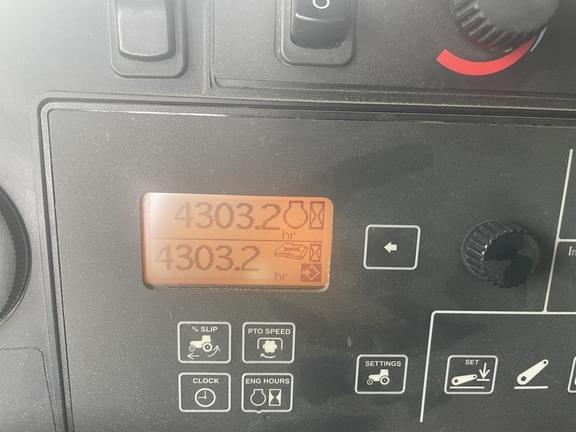 4303.2
hr
4303.2
hr
% SLIP
PTO SPEED
CLOCK
ENG HOURS
SETTINGS
SET